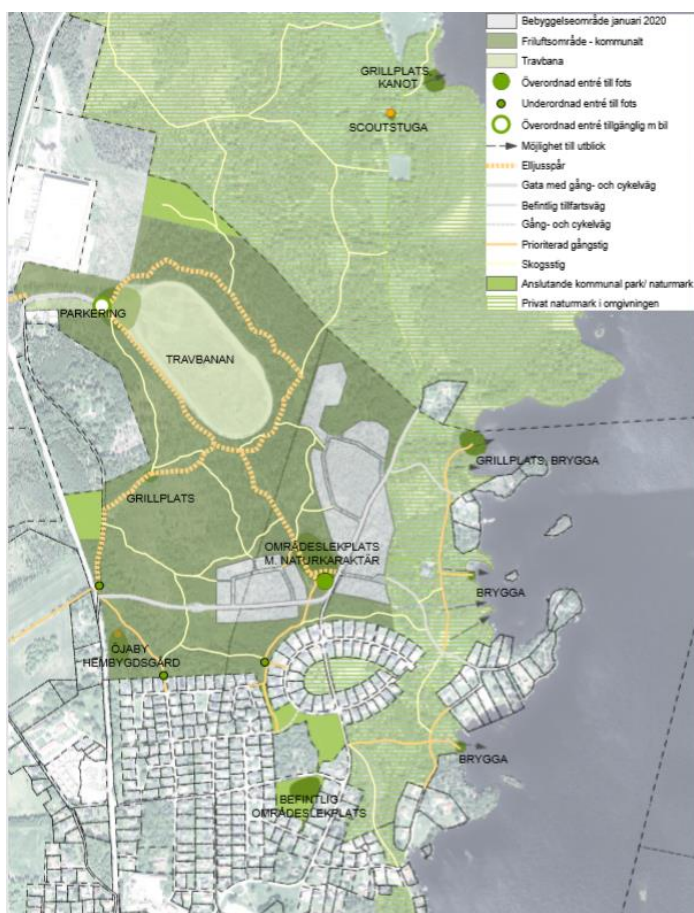 Bebyggelseområde januari 2020
Friluftsområde - kommunalt
Travbana
Överordnad entré till fots
Underordnad entré till fots
Överordnad entré tillgänglig m bil
Möjlighet till utblick
Elljusspår
Gata med gång- och cykelväg
Befintlig tillfartsväg
Gång- och cykelväg
Prioriterad gångstig
Skogsstig
Anslutande kommunal park/ naturmark
Privat naturmark i omgivningen
GRILLPLATS,
KANOT
SCOUTSTUGA
PARKERING
TRAVBANAN
GRILLPLATS, BRYGGA
GRILLPLATS
OMRÅDESLEKPLATS
M. NATURKARAKTÄR
BRYGGA
ÖJABY
HEMBYGDSGÅRD
BRYGGA
BEFINTLIG
OMRÅDESLEKPLATS